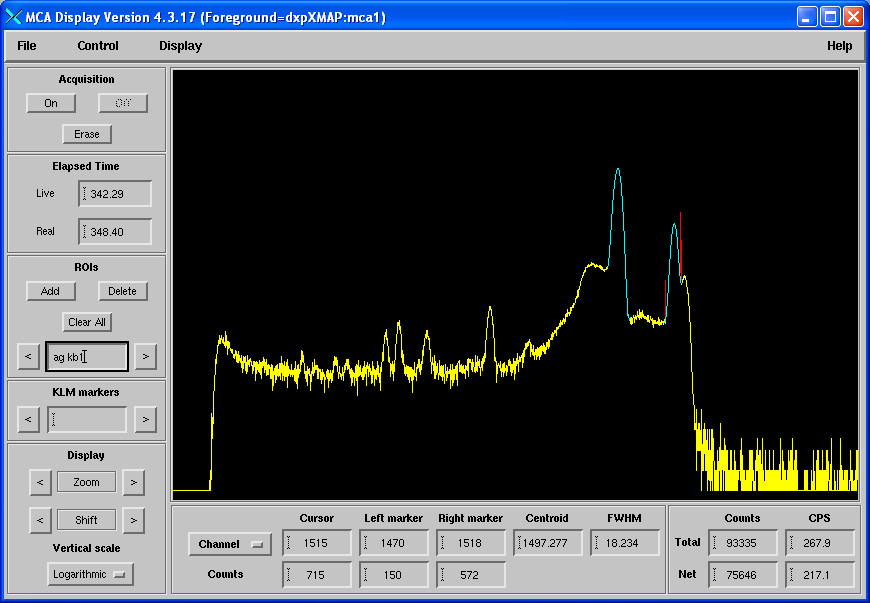 MCA Display Version 4.3.17 (Foreground=dxpXMAP:mca1)
File Control Display Help
Acquisition
On Off
Erase
Elapsed Time
Live 342.29
Real 348.40
ROIs
Add Delete
Clear All
< ag kb1 >
KLM markers
< >
Display
< Zoom >
< Shift >
Vertical scale
Logarithmic
Cursor Left marker Right marker Centroid FWHM
Channel 1515 1470 1518 1497.277 18.234
Counts 715 150 572
Counts CPS
Total 93335 267.9
Net 75646 217.1